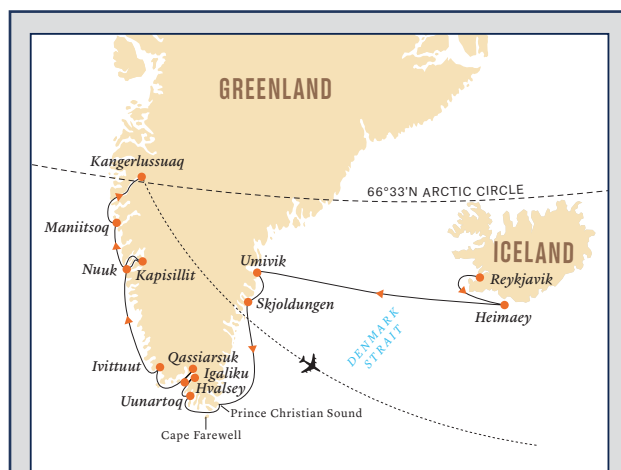 GREENLAND
Kangerlussuaq
66°33'N ARCTIC CIRCLE
Maniitsoq
ICELAND
Nuuk
Kapisillit
Umivik
Reykjavik
Skjoldungen
Heimaey
DENMARK
STRAIT
Ivittuut
Qassiarsuk
Igaliku
Hvalsey
Uunartoq
Prince Christian Sound
Cape Farewell